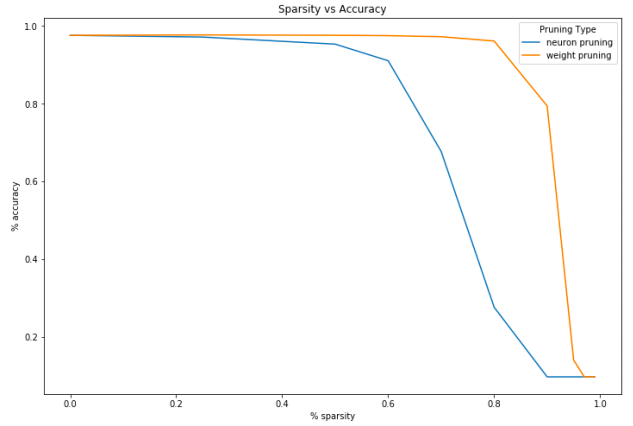 Sparsity vs Accuracy
Pruning Type
neuron pruning
weight pruning
% accuracy
1.0
0.8
0.6
0.4
0.2
0.0 0.2 0.4 0.6 0.8 1.0
% sparsity